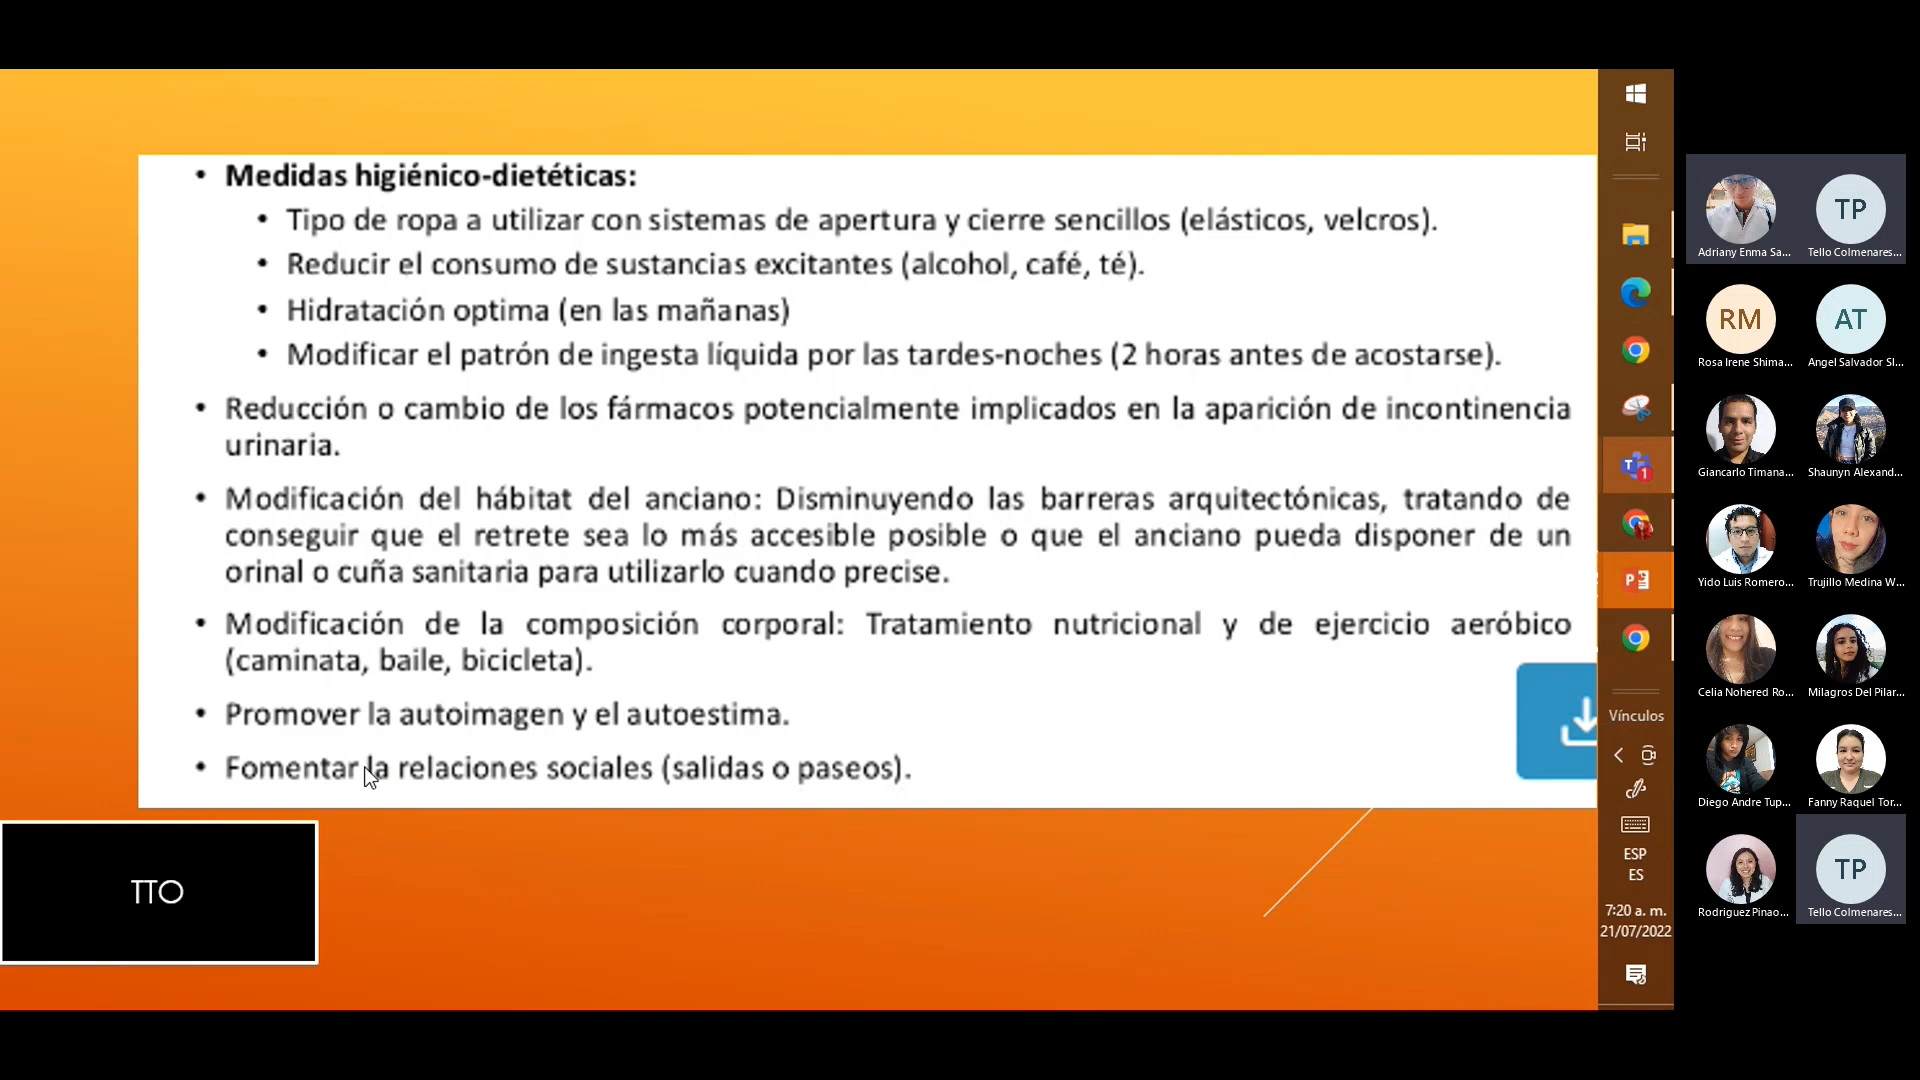 • Medidas higiénico-dietéticas:
• Tipo de ropa a utilizar con sistemas de apertura y cierre sencillos (elásticos, velcros).
• Reducir el consumo de sustancias excitantes (alcohol, café, té).
• Hidratación optima (en las mañanas)
• Modificar el patrón de ingesta líquida por las tardes-noches (2 horas antes de acostarse).
• Reducción o cambio de los fármacos potencialmente implicados en la aparición de incontinencia
urinaria.
• Modificación del hábitat del anciano: Disminuyendo las barreras arquitectónicas, tratando de
conseguir que el retrete sea lo más accesible posible o que el anciano pueda disponer de un
orinal o cuña sanitaria para utilizarlo cuando precise.
• Modificación de la composición corporal: Tratamiento nutricional y de ejercicio aeróbico
(caminata, baile, bicicleta).
• Promover la autoimagen y el autoestima.
• Fomentar la relaciones sociales (salidas o paseos).
TTO
Vínculos
ESP
ES
7:20 a. m.
21/07/2022
TP
Adriany Enma Sa...
Tello Colmenares...
RM
AT
Rosa Irene Shima...
Angel Salvador Sl...
Giancarlo Timana...
Shaunyn Alexand...
Yido Luis Romero...
Trujillo Medina W...
Celia Nohered Ro...
Milagros Del Pilar...
Diego Andre Tup...
Fanny Raquel Tor...
TP
Rodriguez Pinao...
Tello Colmenares...